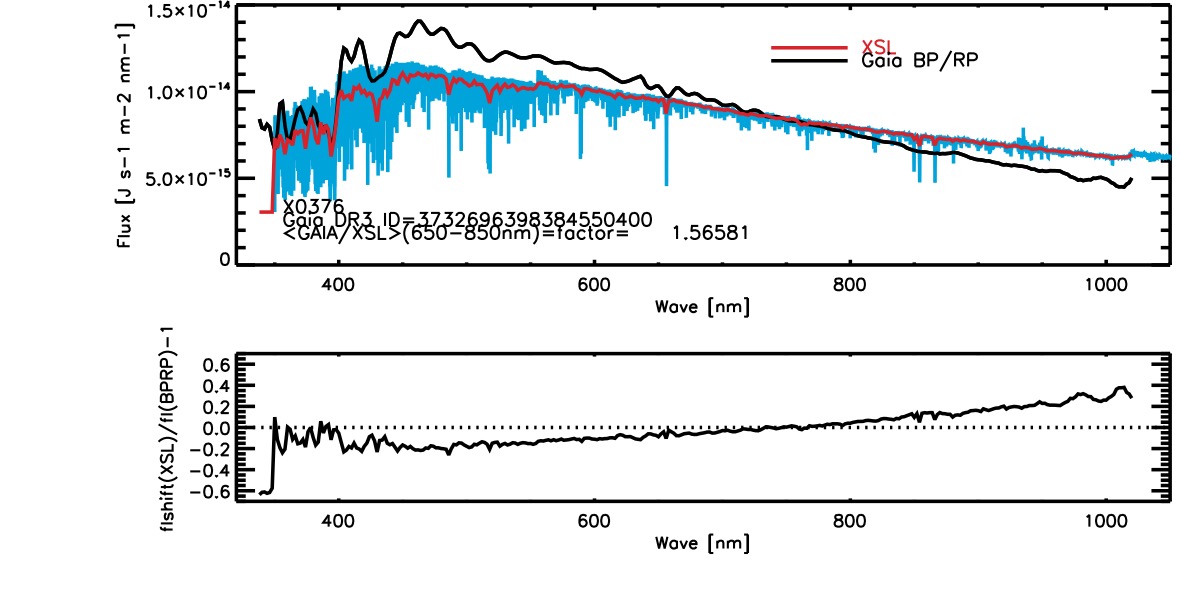 1.5×10−14
1.0×10−14
5.0×10−15
0
Flux [J s−1 m−2 nm−1]
XSL
Gaia BP/RP
X0376
Gaia DR3 ID=3732696398384550400
<GAIA/XSL>(650−850nm)=factor= 1.56581
400 600 800 1000
Wave [nm]
flshift(XSL)/fl(BPRP)−1
0.6
0.4
0.2
0.0
−0.2
−0.4
−0.6
400 600 800 1000
Wave [nm]